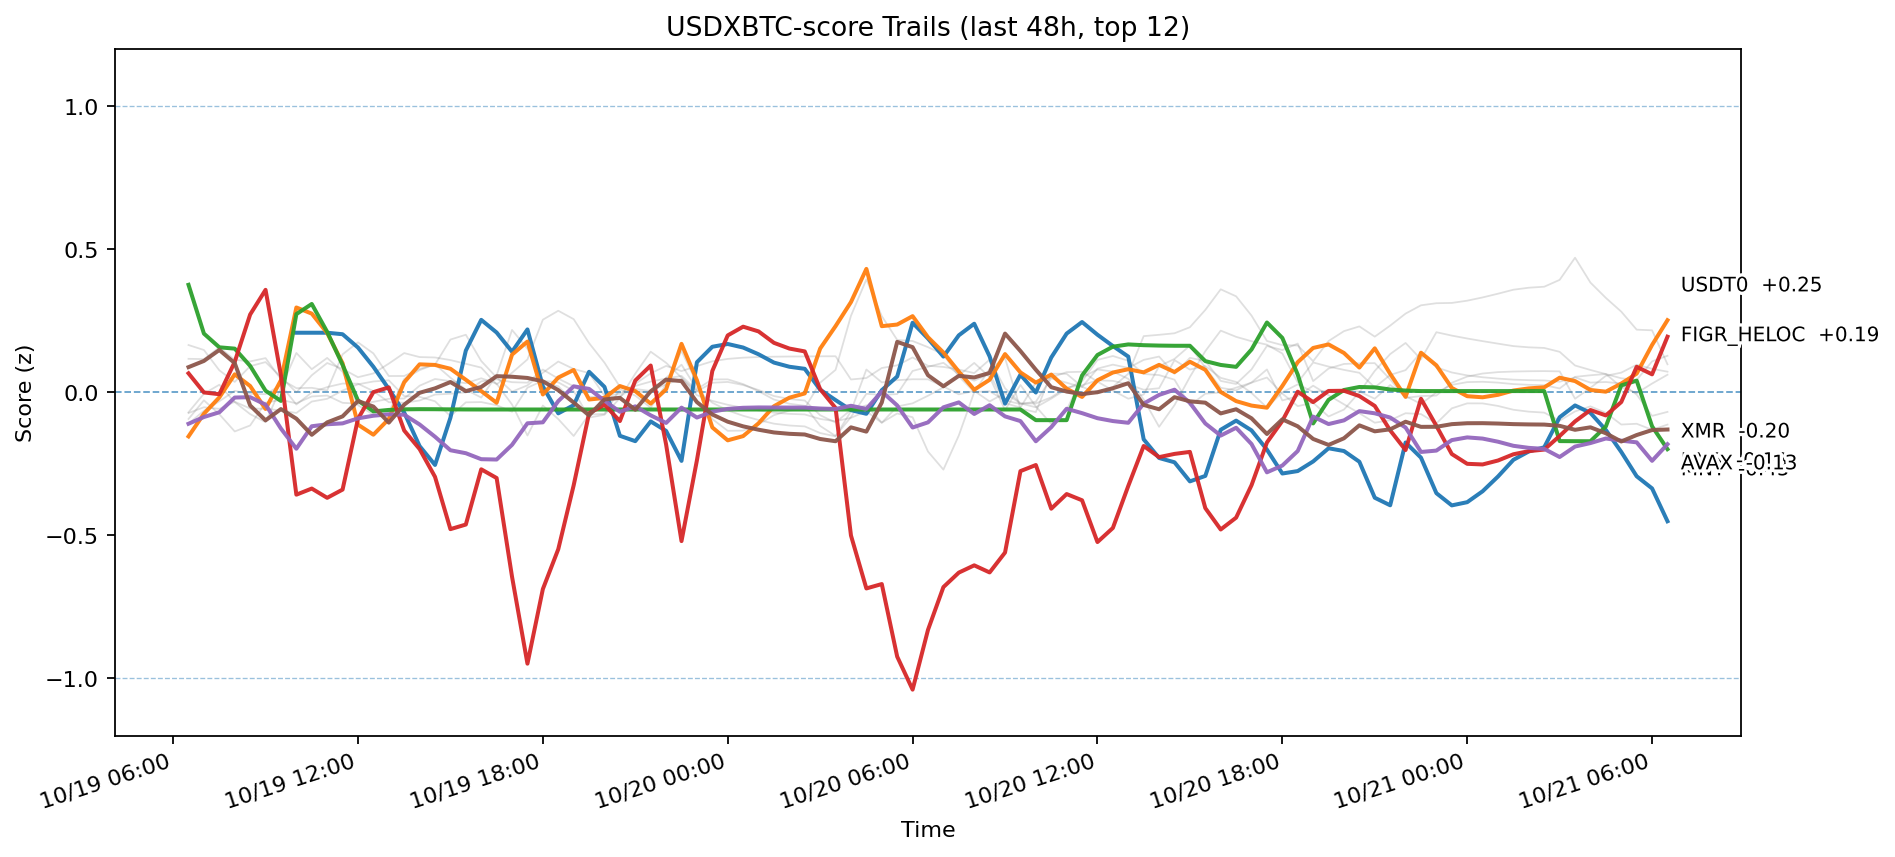 USDXBTC-score Trails (last 48h, top 12)
Score (z)
1.0
0.5
0.0
−0.5
−1.0
USDT0 +0.25
FIGR_HELOC +0.19
XMR -0.20
AVAX -0.13
10/19 06:00
10/19 12:00
10/19 18:00
10/20 00:00
10/20 06:00
10/20 12:00
10/20 18:00
10/21 00:00
10/21 06:00
Time